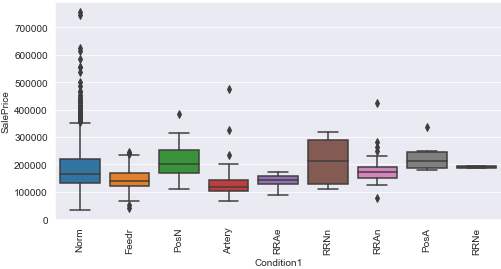 700000
600000
500000
400000
300000
200000
100000
0
SalePrice
Norm
Feedr
PosN
Artery
RRAe
RRNn
RRAn
PosA
RRNe
Condition1